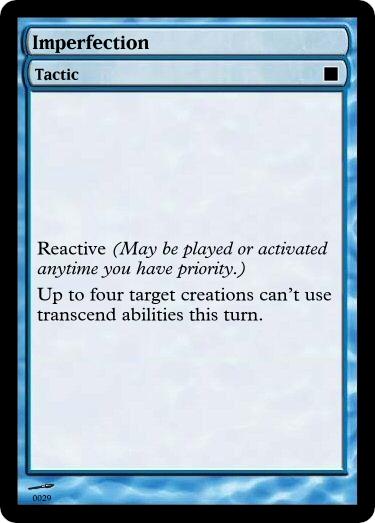 Imperfection
Tactic
Reactive (May be played or activated
anytime you have priority.)
Up to four target creations can't use
transcend abilities this turn.
0029